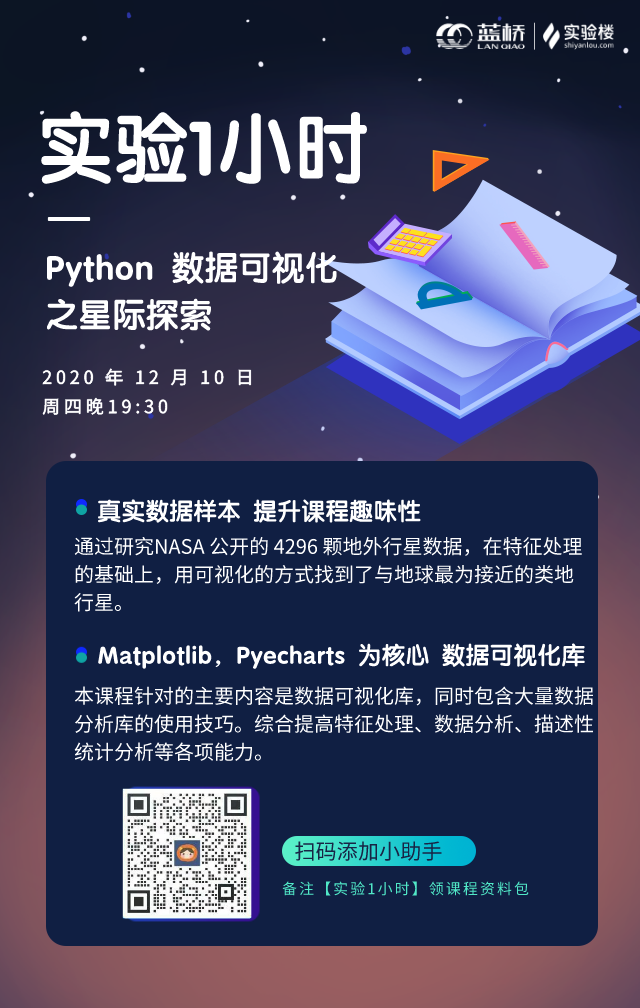 蓝桥
LAN QIAO
实验楼
shiyanlou.com
实验1小时
Python 数据可视化
之星际探索
2020 年 12 月 10 日
周四晚19:30
真实数据样本 提升课程趣味性
通过研究NASA 公开的 4296 颗地外行星数据，在特征处理
的基础上，用可视化的方式找到了与地球最为接近的类地
行星。
Matplotlib，Pyecharts 为核心 数据可视化库
本课程针对的主要内容是数据可视化库，同时包含大量数据
分析库的使用技巧。综合提高特征处理、数据分析、描述性
统计分析等各项能力。
扫码添加小助手
备注【实验1小时】领课程资料包